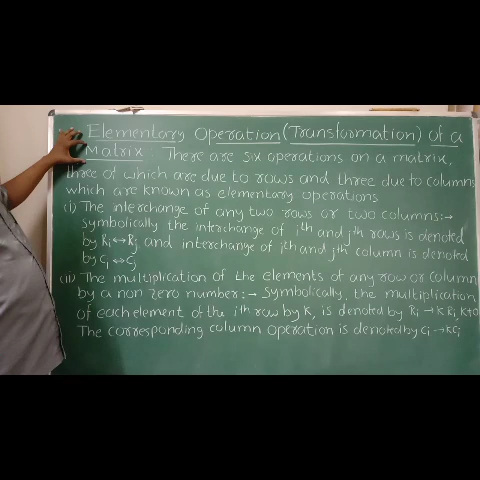 Elementary Operation (Transformation) of a
Matrix : There are six operations on a matrix,
three of which are due to rows and three due to columns
which are known as elementary operations
(i) The interchange of any two rows or two columns:→
symbolically the interchange of ith and jth rows is denoted
by Ri ↔ Rj and interchange of ith and jth column is denoted
by Ci ↔ Cj
(ii) The multiplication of the elements of any row or column
by a non zero number:→ Symbolically, the multiplication
of each element of the ith row by k, is denoted by Ri → k Ri, k≠0
The corresponding column operation is denoted by Ci → kCi